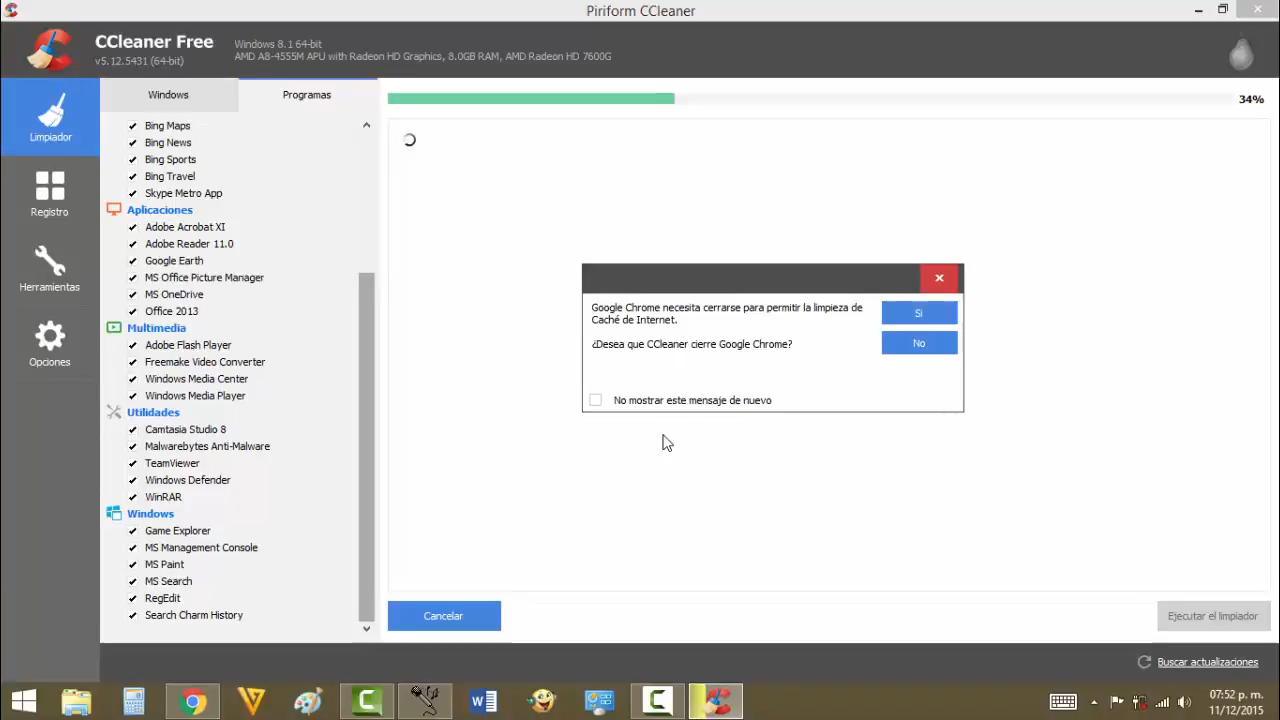 Piriform CCleaner
CCleaner Free
v5.12.5431 (64-bit)
Windows 8.1 64-bit
AMD A8-4555M APU with Radeon HD Graphics, 8.0GB RAM, AMD Radeon HD 7600G
Limpiador
Registro
Herramientas
Opciones
Windows
Programas
Bing Maps
Bing News
Bing Sports
Bing Travel
Skype Metro App
Aplicaciones
Adobe Acrobat XI
Adobe Reader 11.0
Google Earth
MS Office Picture Manager
MS OneDrive
Office 2013
Multimedia
Adobe Flash Player
Freemake Video Converter
Windows Media Center
Windows Media Player
Utilidades
Camtasia Studio 8
Malwarebytes Anti-Malware
TeamViewer
Windows Defender
WinRAR
Windows
Game Explorer
MS Management Console
MS Paint
MS Search
RegEdit
Search Charm History
34%
Google Chrome necesita cerrarse para permitir la limpieza de
Caché de Internet.
¿Desea que CCleaner cierre Google Chrome?
Si
No
No mostrar este mensaje de nuevo
Cancelar
Ejecutar el limpiador
Buscar actualizaciones
07:52 p. m.
11/12/2015